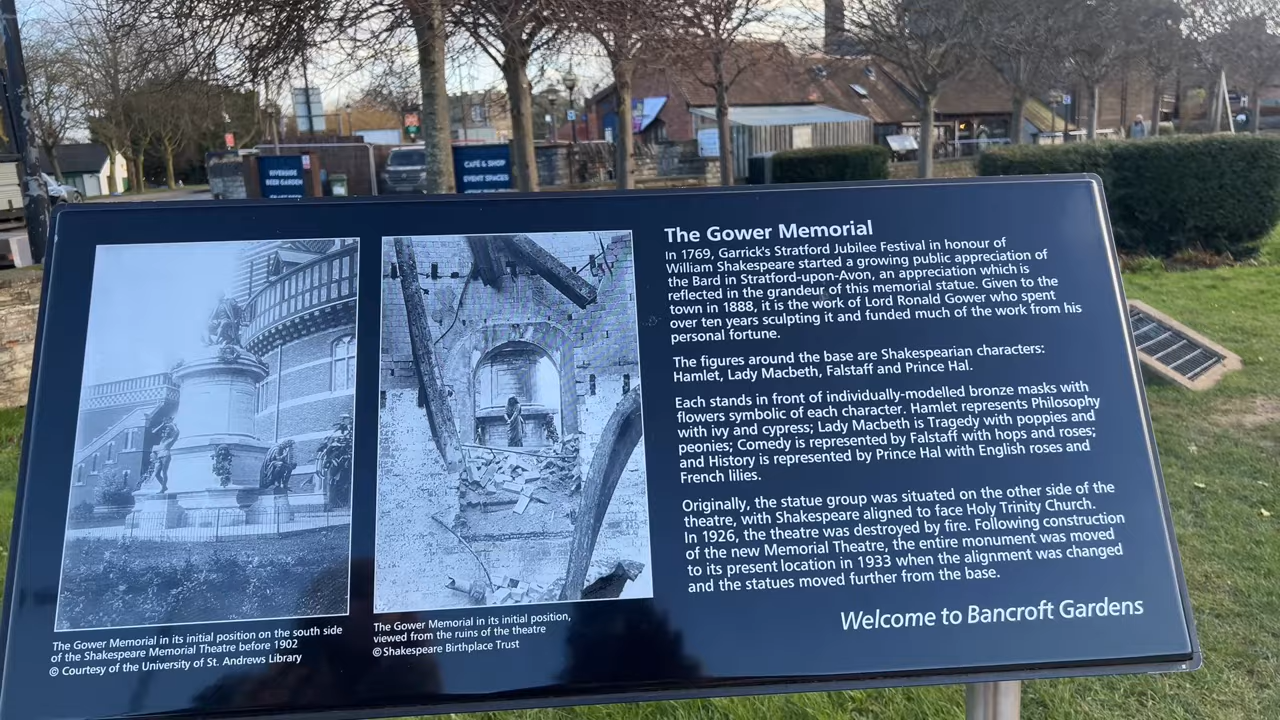 RIVERSIDE
BEER GARDEN
CAFÉ & SHOP
EVENT SPACES
The Gower Memorial
In 1769, Garrick's Stratford Jubilee Festival in honour of
William Shakespeare started a growing public appreciation of
the Bard in Stratford-upon-Avon, an appreciation which is
reflected in the grandeur of this memorial statue. Given to the
town in 1888, it is the work of Lord Ronald Gower who spent
over ten years sculpting it and funded much of the work from his
personal fortune.
The figures around the base are Shakespearian characters:
Hamlet, Lady Macbeth, Falstaff and Prince Hal.
Each stands in front of individually-modelled bronze masks with
flowers symbolic of each character. Hamlet represents Philosophy
with ivy and cypress; Lady Macbeth is Tragedy with poppies and
peonies; Comedy is represented by Falstaff with hops and roses;
and History is represented by Prince Hal with English roses and
French lilies.
Originally, the statue group was situated on the other side of the
theatre, with Shakespeare aligned to face Holy Trinity Church.
In 1926, the theatre was destroyed by fire. Following construction
of the new Memorial Theatre, the entire monument was moved
to its present location in 1933 when the alignment was changed
and the statues moved further from the base.
Welcome to Bancroft Gardens
The Gower Memorial in its initial position on the south side
of the Shakespeare Memorial Theatre before 1902
© Courtesy of the University of St. Andrews Library
The Gower Memorial in its initial position,
viewed from the ruins of the theatre
© Shakespeare Birthplace Trust